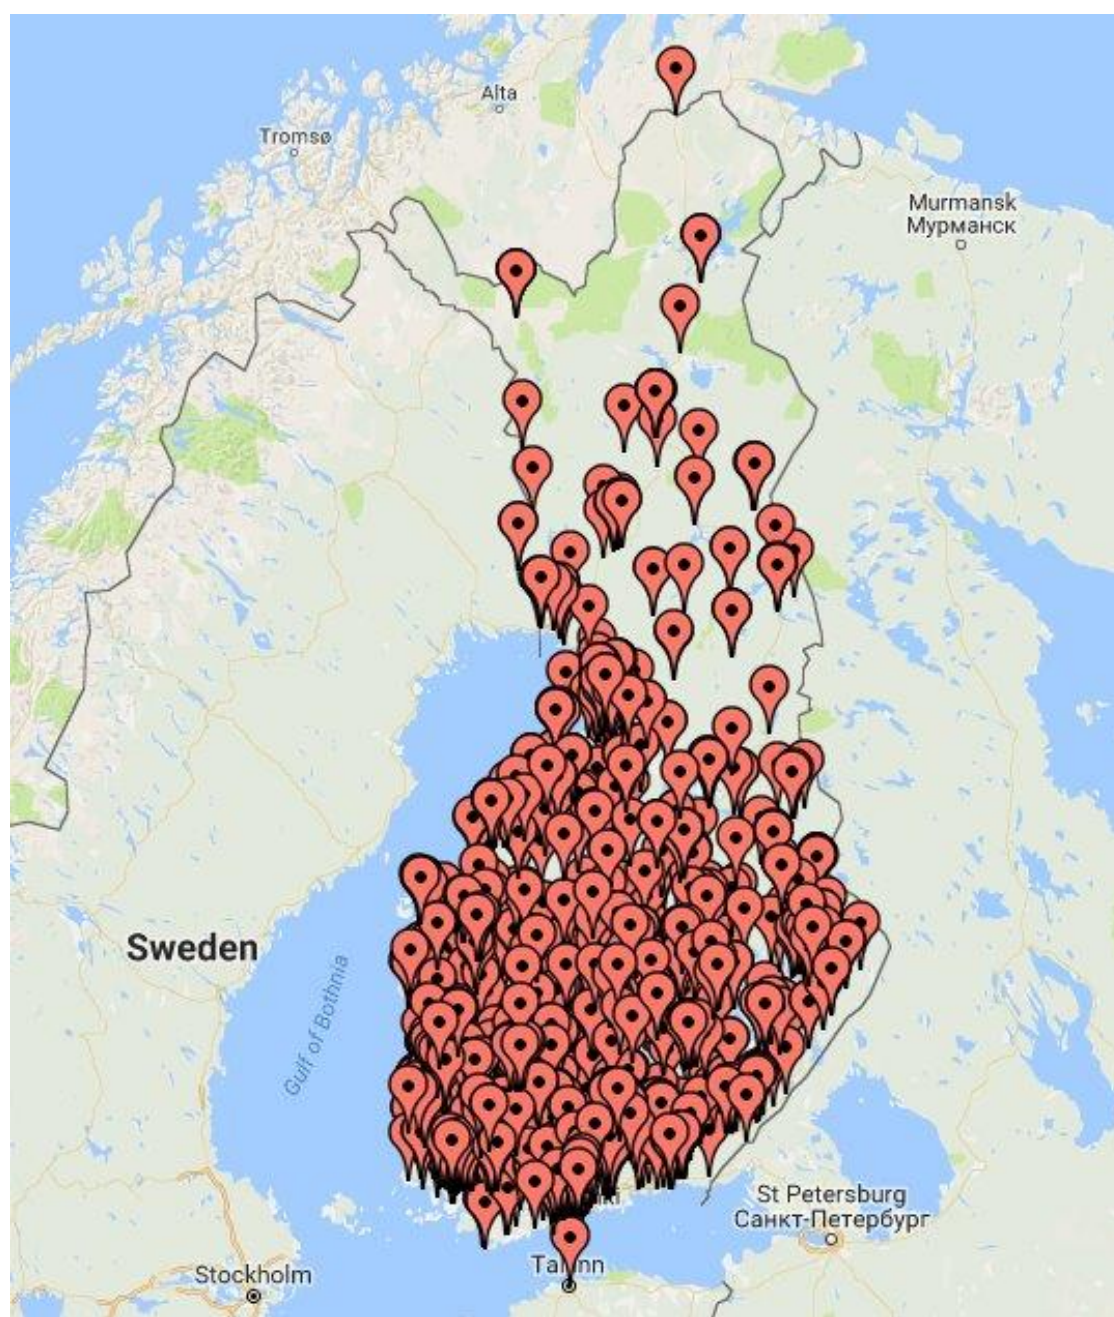 Alta
Tromsø
Murmansk
Мурманск
Sweden
Gulf of Bothnia
St Petersburg
Санкт-Петербург
Stockholm